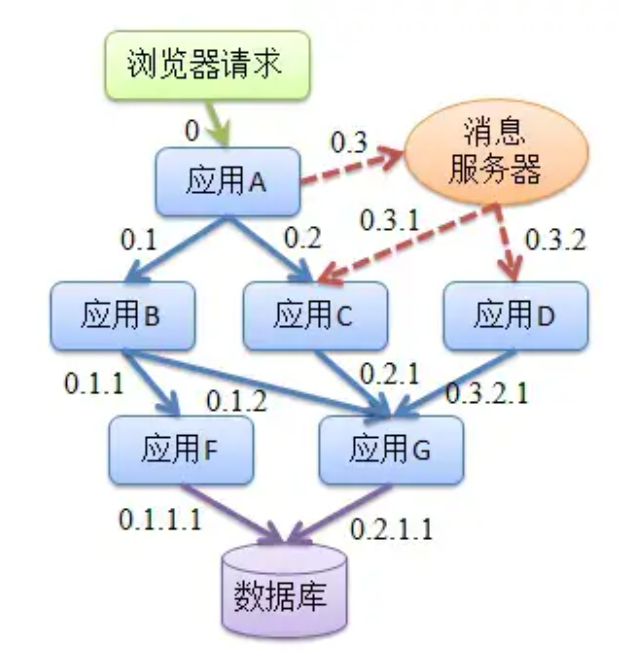 浏览器请求
0
消息
服务器
0.3
应用A
0.1
0.2
0.3.1
0.3.2
应用B
应用C
应用D
0.1.1
0.1.2
0.2.1
0.3.2.1
应用F
应用G
0.1.1.1
0.2.1.1
数据库